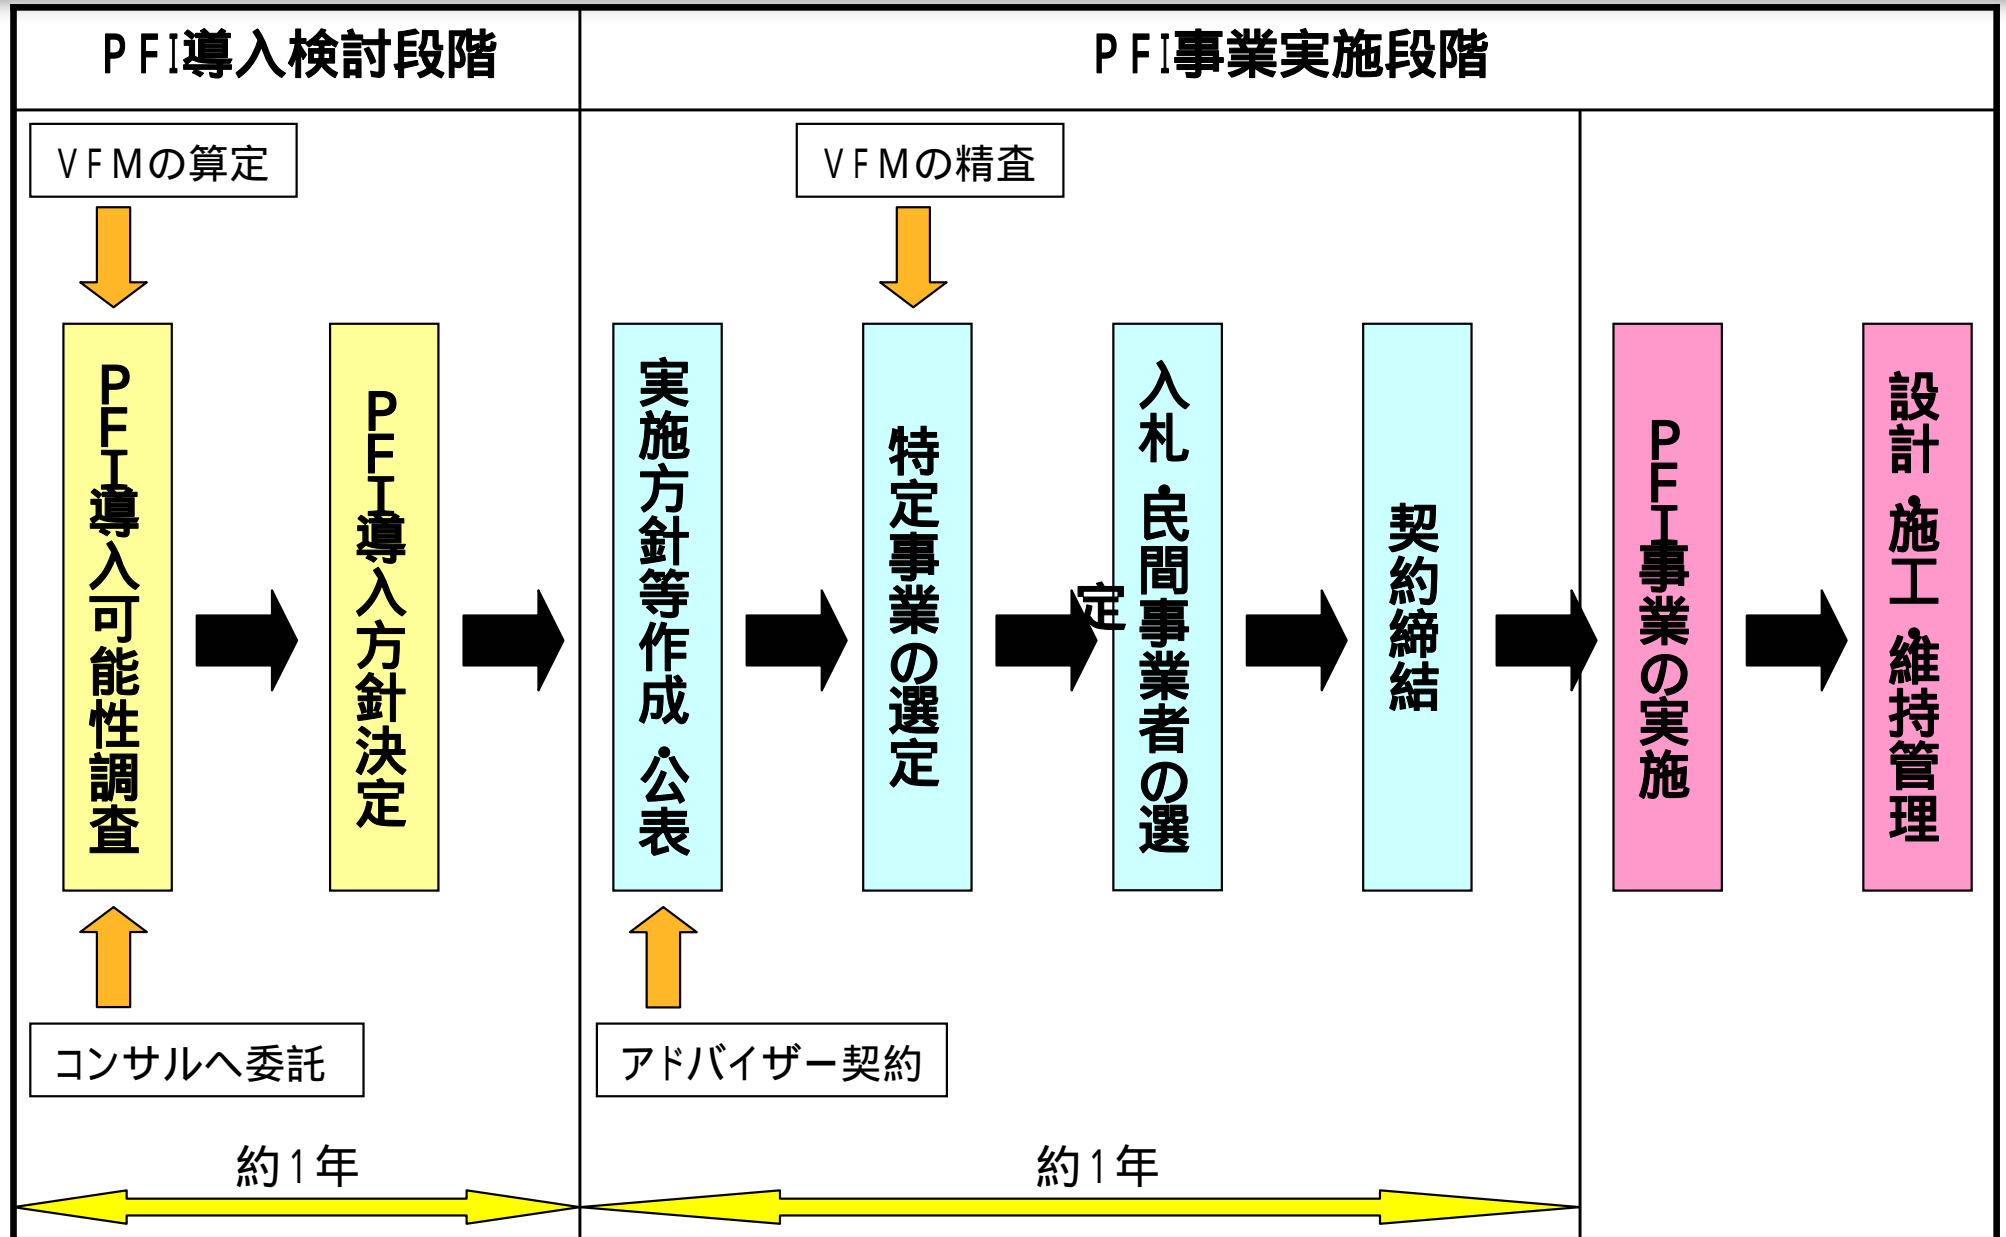 PFI導入検討段階
PFI事業実施段階
VFMの算定
VFMの精査
PFI導入可能性調査
PFI導入方針決定
実施方針等作成・公表
特定事業の選定
入札・民間事業者の選
定
契約締結
PFI事業の実施
設計・施工・維持管理
コンサルへ委託
アドバイザー契約
約1年
約1年